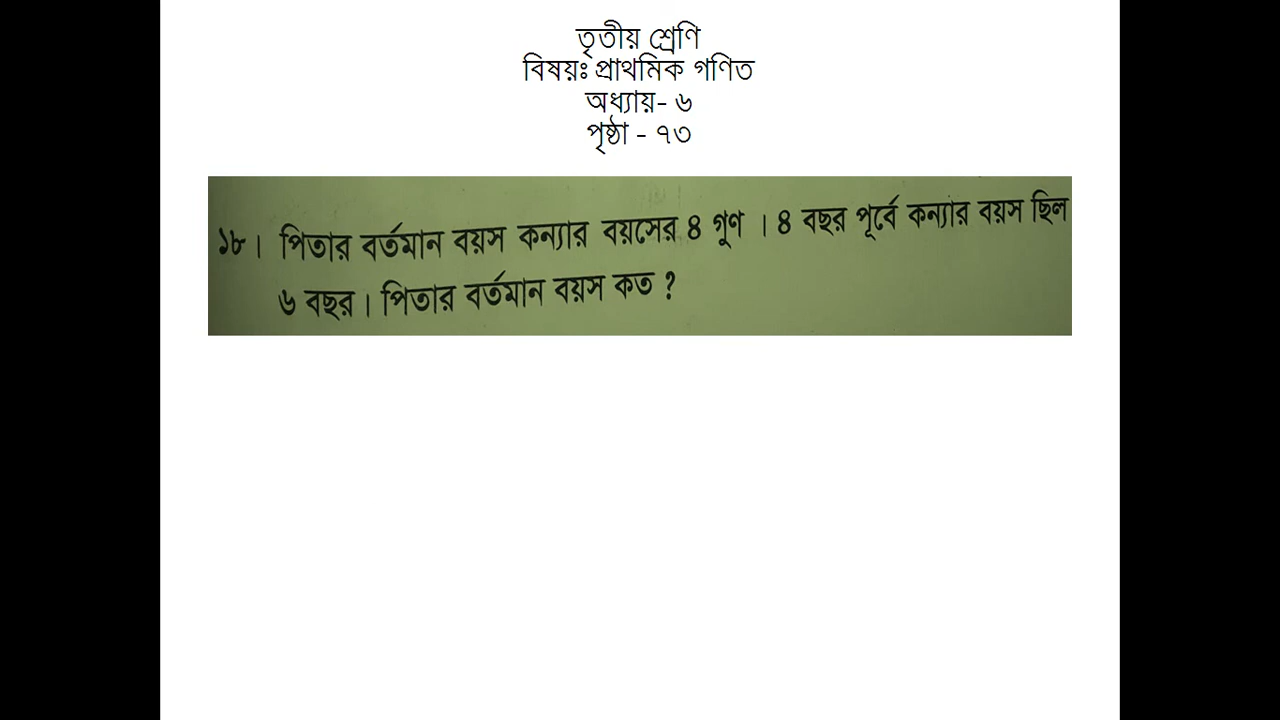 তৃতীয় শ্রেণি
বিষয়ঃ প্রাথমিক গণিত
অধ্যায়- ৬
পৃষ্ঠা - ৭৩
১৮। পিতার বর্তমান বয়স কন্যার বয়সের ৪ গুণ । ৪ বছর পূর্বে কন্যার বয়স ছিল
৬ বছর। পিতার বর্তমান বয়স কত ?